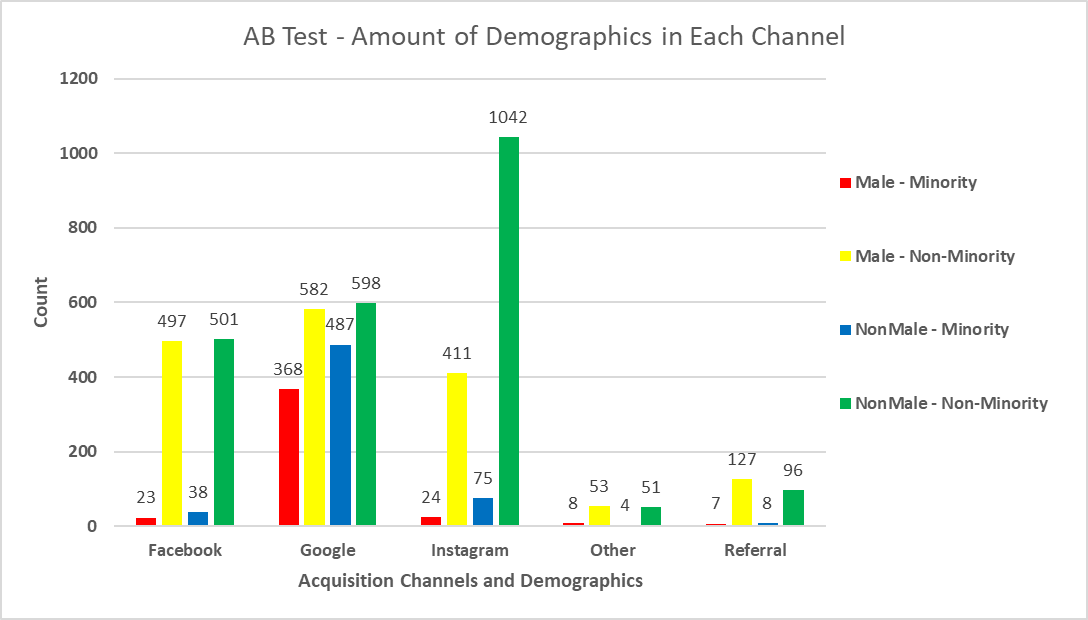 AB Test - Amount of Demographics in Each Channel
1200
1000
800
600
400
200
0
Count
23
497
38
501
368
582
487
598
24
411
75
1042
8
53
4
51
7
127
8
96
Facebook
Google
Instagram
Other
Referral
Acquisition Channels and Demographics
Male - Minority
Male - Non-Minority
NonMale - Minority
NonMale - Non-Minority